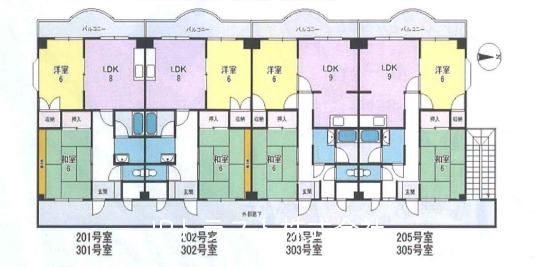 バルコニー バルコニー バルコニー バルコニー
洋室 6 LDK 8 LDK 8 洋室 6 洋室 6 LDK 9 LDK 9 洋室 6
収納 押入 押入 収納 収納 押入 押入 収納
和室 6 和室 6 和室 6 和室 6
玄関 玄関 玄関 玄関
外部廊下
201号室 202号室 203号室 205号室
301号室 302号室 303号室 305号室